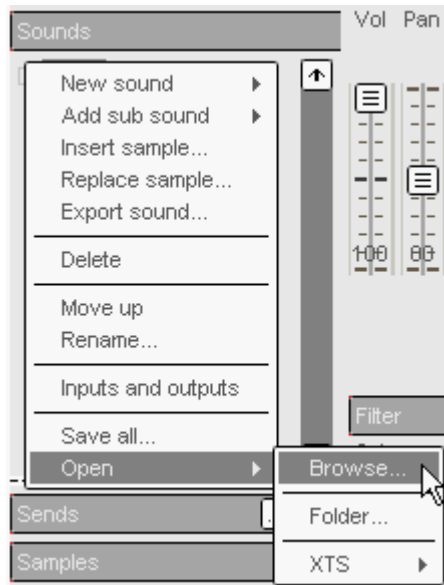 Sounds
Vol Pan
New sound
Add sub sound
Insert sample...
Replace sample...
Export sound...
Delete
Move up
Rename...
Inputs and outputs
Save all...
Open
100
Filter
Browse...
Folder...
XTS
Sends
Samples